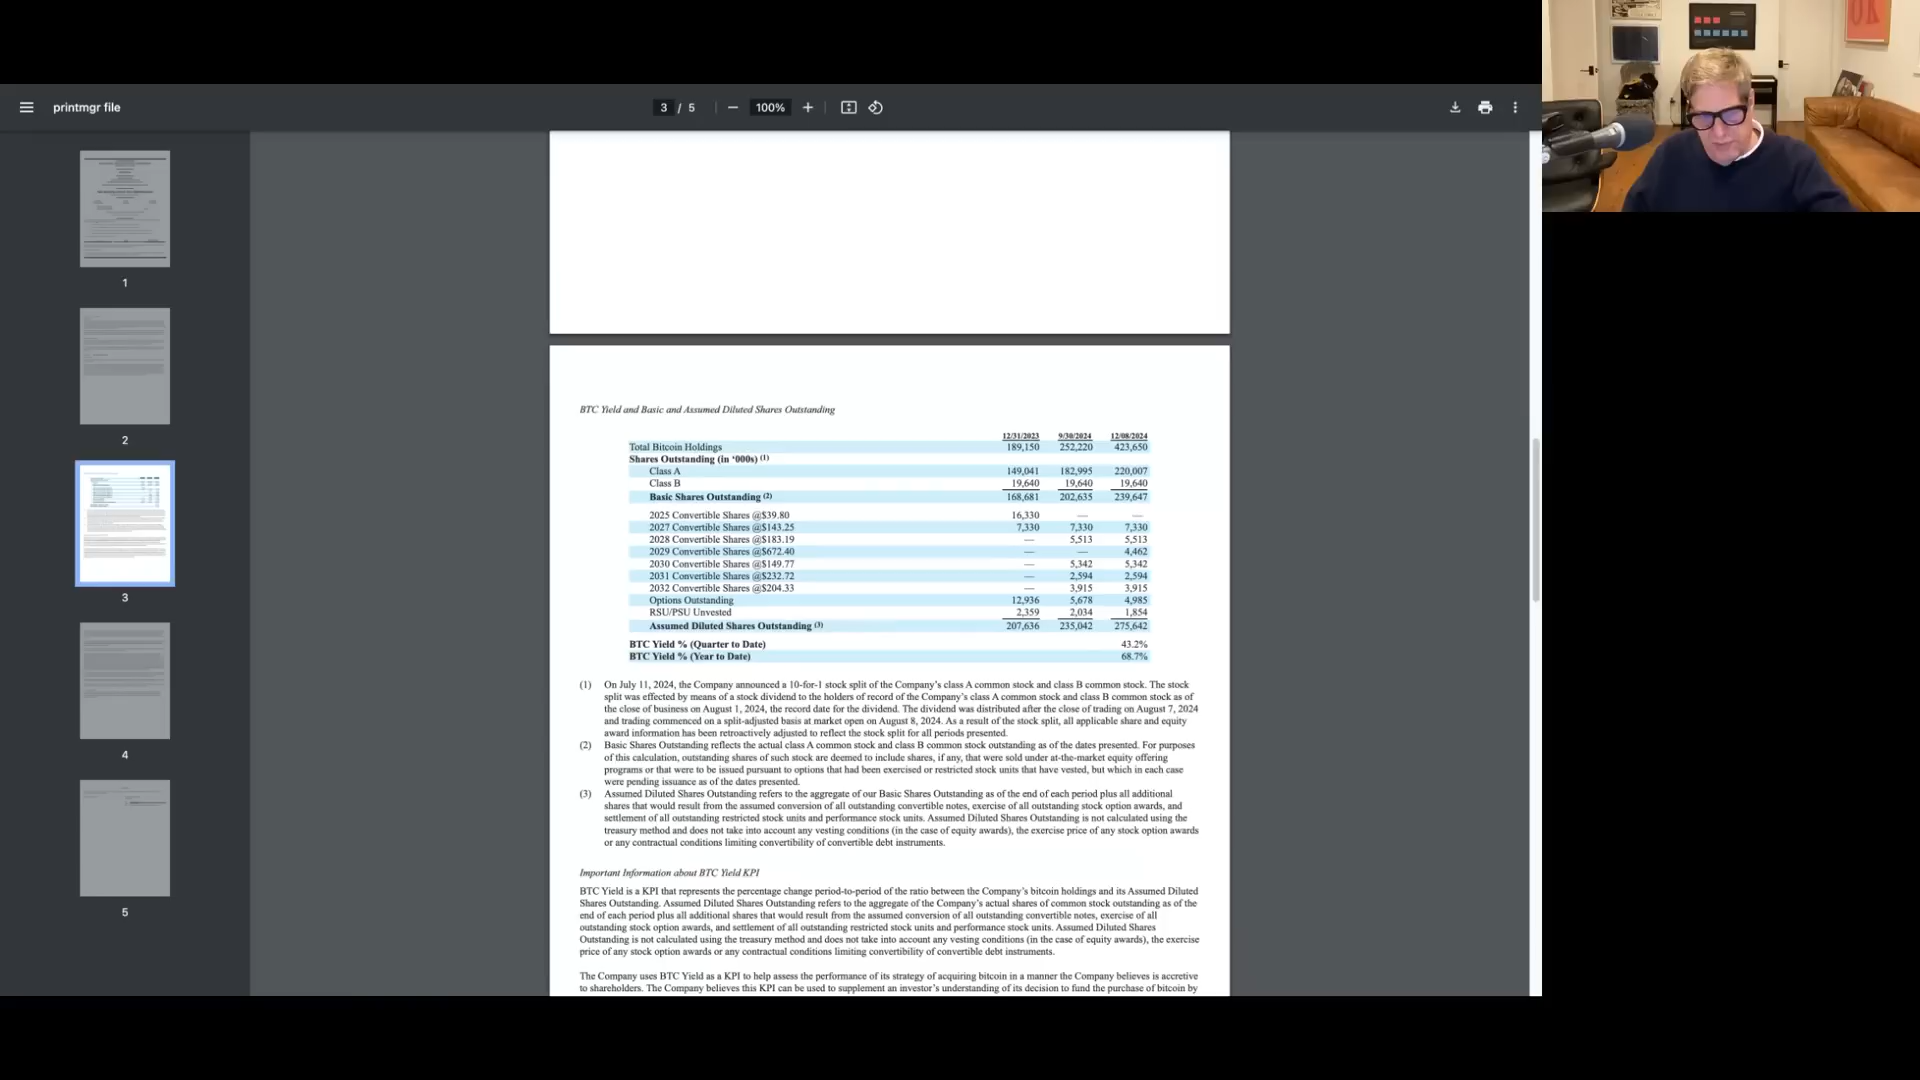 printmgr file
3 / 5
100%
OK
1
2
3
4
5
BTC Yield and Basic and Assumed Diluted Shares Outstanding
12/31/2023 9/30/2024 12/08/2024
Total Bitcoin Holdings 189,150 252,220 423,650
Shares Outstanding (in ‘000s) (1)
Class A 149,041 182,995 220,007
Class B 19,640 19,640 19,640
Basic Shares Outstanding (2) 168,681 202,635 239,647
2025 Convertible Shares @$39.80 16,330 — —
2027 Convertible Shares @$143.25 7,330 7,330 7,330
2028 Convertible Shares @$183.19 — 5,513 5,513
2029 Convertible Shares @$672.40 — — 4,462
2030 Convertible Shares @$149.77 — 5,342 5,342
2031 Convertible Shares @$232.72 — 2,594 2,594
2032 Convertible Shares @$204.33 — 3,915 3,915
Options Outstanding 12,936 5,678 4,985
RSU/PSU Unvested 2,359 2,034 1,854
Assumed Diluted Shares Outstanding (3) 207,636 235,042 275,642
BTC Yield % (Quarter to Date) 43.2%
BTC Yield % (Year to Date) 68.7%
(1) On July 11, 2024, the Company announced a 10-for-1 stock split of the Company’s class A common stock and class B common stock. The stock
split was effected by means of a stock dividend to the holders of record of the Company’s class A common stock and class B common stock as of
the close of business on August 1, 2024, the record date for the dividend. The dividend was distributed after the close of trading on August 7, 2024
and trading commenced on a split-adjusted basis at market open on August 8, 2024. As a result of the stock split, all applicable share and equity
award information has been retroactively adjusted to reflect the stock split for all periods presented.
(2) Basic Shares Outstanding reflects the actual class A common stock and class B common stock outstanding as of the dates presented. For purposes
of this calculation, outstanding shares of such stock are deemed to include shares, if any, that were sold under at-the-market equity offering
programs or that were to be issued pursuant to options that had been exercised or restricted stock units that have vested, but which in each case
were pending issuance as of the dates presented.
(3) Assumed Diluted Shares Outstanding refers to the aggregate of our Basic Shares Outstanding as of the end of each period plus all additional
shares that would result from the assumed conversion of all outstanding convertible notes, exercise of all outstanding stock option awards, and
settlement of all outstanding restricted stock units and performance stock units. Assumed Diluted Shares Outstanding is not calculated using the
treasury method and does not take into account any vesting conditions (in the case of equity awards), the exercise price of any stock option awards
or any contractual conditions limiting convertibility of convertible debt instruments.
Important Information about BTC Yield KPI
BTC Yield is a KPI that represents the percentage change period-to-period of the ratio between the Company’s bitcoin holdings and its Assumed Diluted
Shares Outstanding. Assumed Diluted Shares Outstanding refers to the aggregate of the Company’s actual shares of common stock outstanding as of the
end of each period plus all additional shares that would result from the assumed conversion of all outstanding convertible notes, exercise of all
outstanding stock option awards, and settlement of all outstanding restricted stock units and performance stock units. Assumed Diluted Shares
Outstanding is not calculated using the treasury method and does not take into account any vesting conditions (in the case of equity awards), the exercise
price of any stock option awards or any contractual conditions limiting convertibility of convertible debt instruments.
The Company uses BTC Yield as a KPI to help assess the performance of its strategy of acquiring bitcoin in a manner the Company believes is accretive
to shareholders. The Company believes this KPI can be used to supplement an investor’s understanding of its decision to fund the purchase of bitcoin by